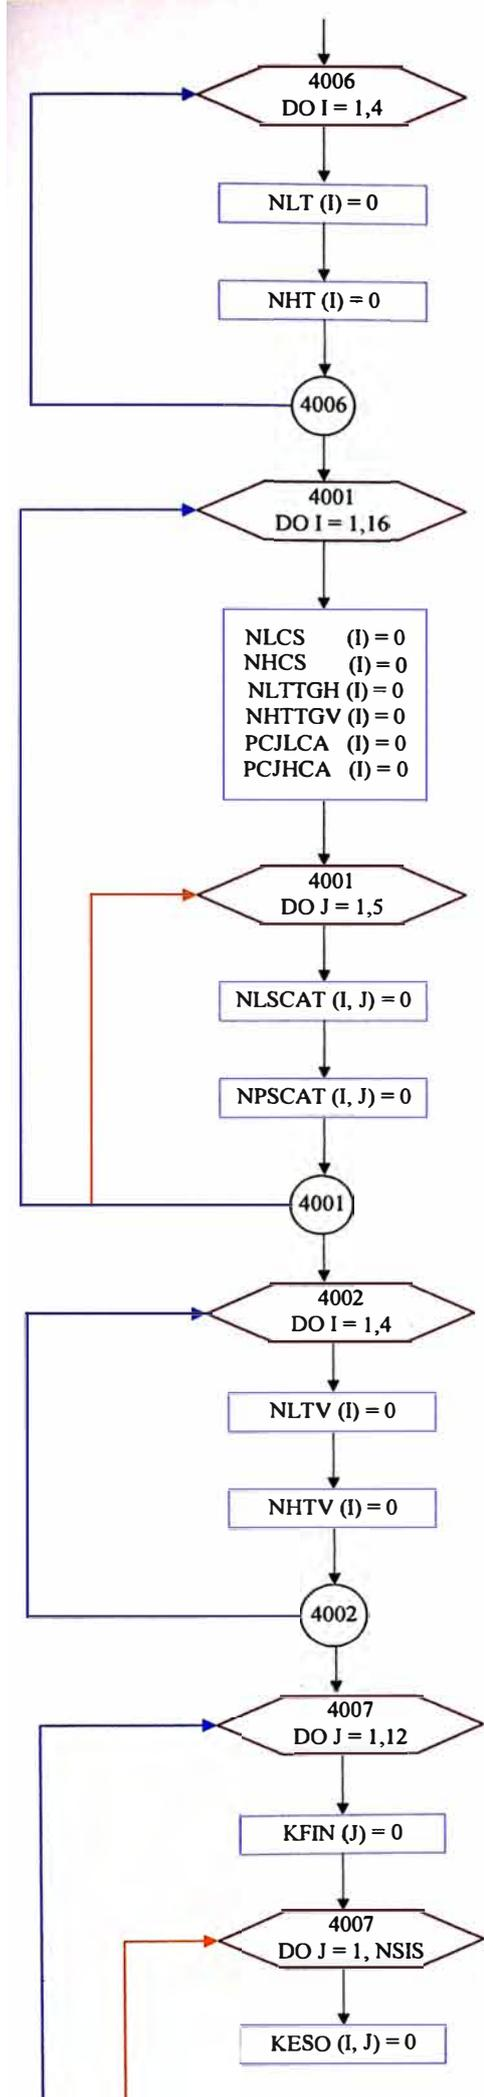 4006
DO I = 1,4
NLT (I) = 0
NHT (I) = 0
4006
4001
DO I = 1,16
NLCS (I) = 0
NHCS (I) = 0
NLTTGH (I) = 0
NHTTGV (I) = 0
PCJLCA (I) = 0
PCJHCA (I) = 0
4001
DO J = 1,5
NLSCAT (I, J) = 0
NPSCAT (I, J) = 0
4001
4002
DO I = 1,4
NLTV (I) = 0
NHTV (I) = 0
4002
4007
DO J = 1,12
KFIN (J) = 0
4007
DO J = 1, NSIS
KESO (I, J) = 0